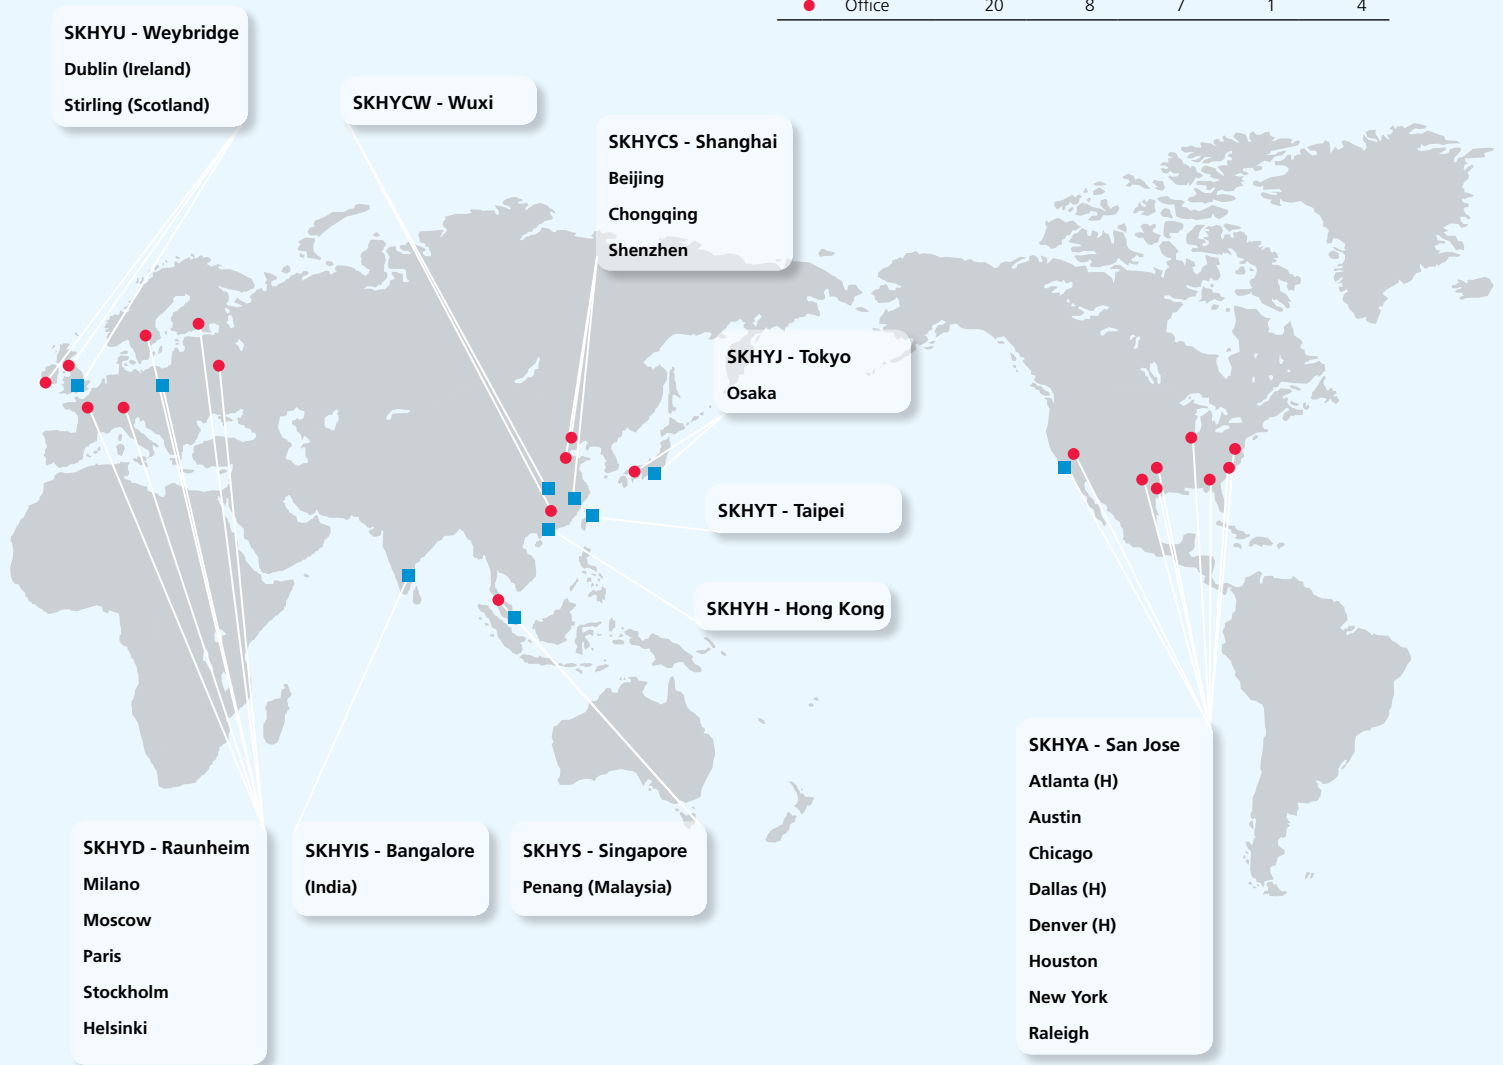 Office 20 8 7 1 4
SKHYU - Weybridge
Dublin (Ireland)
Stirling (Scotland)
SKHYCW - Wuxi
SKHYCS - Shanghai
Beijing
Chongqing
Shenzhen
SKHYJ - Tokyo
Osaka
SKHYT - Taipei
SKHYH - Hong Kong
SKHYD - Raunheim
Milano
Moscow
Paris
Stockholm
Helsinki
SKHYIS - Bangalore
(India)
SKHYS - Singapore
Penang (Malaysia)
SKHYA - San Jose
Atlanta (H)
Austin
Chicago
Dallas (H)
Denver (H)
Houston
New York
Raleigh